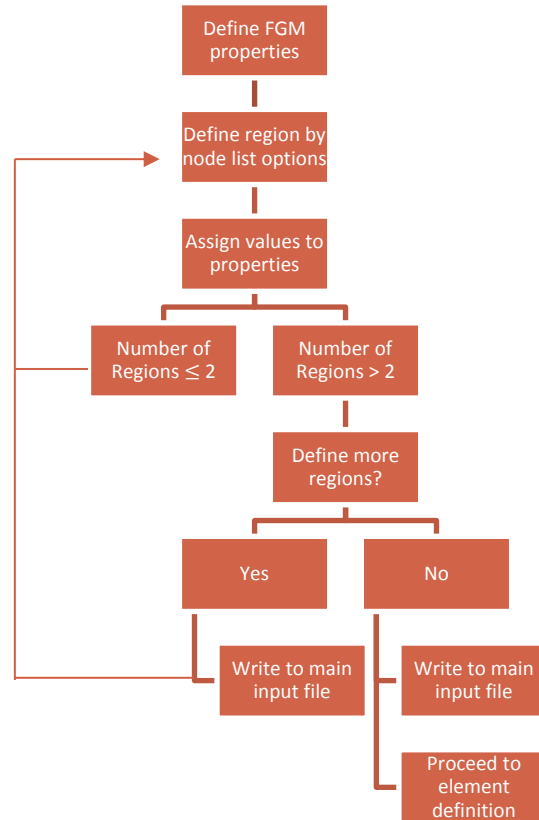 Define FGM
properties
Define region by
node list options
Assign values to
properties
Number of
Regions ≤ 2
Number of
Regions > 2
Define more
regions?
Yes
No
Write to main
input file
Write to main
input file
Proceed to
element
definition